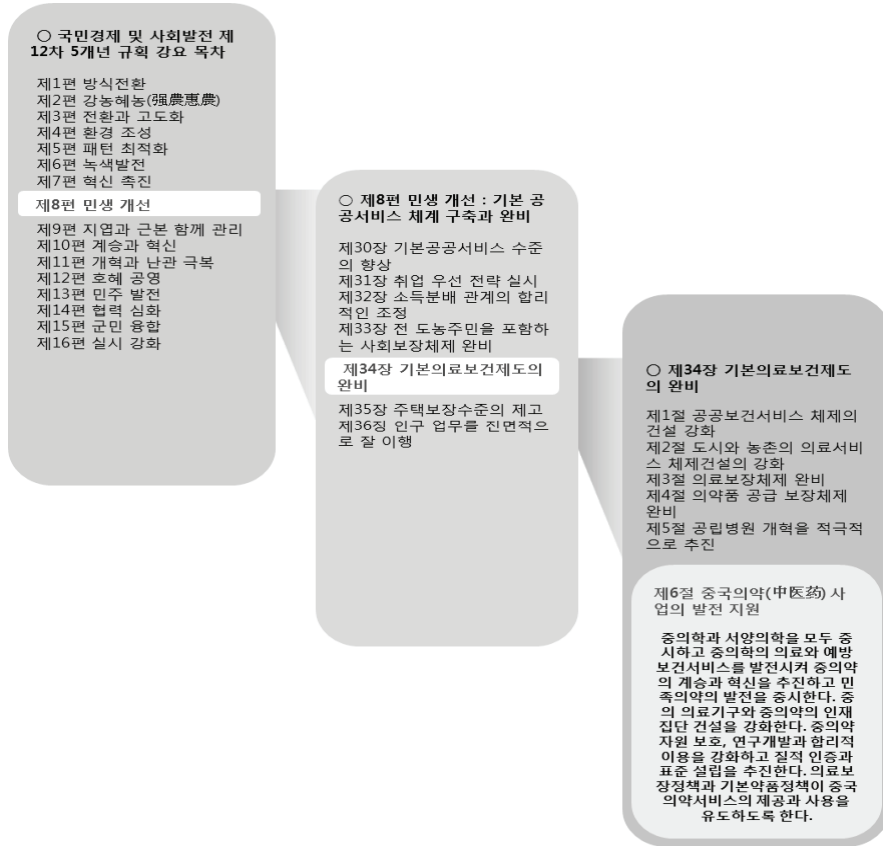 ○ 국민경제 및 사회발전 제
12차 5개년 규획 강요 목차
제1편 방식전환
제2편 강농혜농(强農惠農)
제3편 전환과 고도화
제4편 환경 조성
제5편 패턴 최적화
제6편 녹색발전
제7편 혁신 촉진
제8편 민생 개선
제9편 지엽과 근본 함께 관리
제10편 계승과 혁신
제11편 개혁과 난관 극복
제12편 호혜 공영
제13편 민주 발전
제14편 협력 심화
제15편 군민 융합
제16편 실시 강화
○ 제8편 민생 개선 : 기본 공
공서비스 체계 구축과 완비
제30장 기본공공서비스 수준
의 향상
제31장 취업 우선 전략 실시
제32장 소득분배 관계의 합리
적인 조정
제33장 전 도농주민을 포함하
는 사회보장체제 완비
제34장 기본의료보건제도의
완비
제35장 주택보장수준의 제고
제36징 인구 업무를 진면적으
로 잘 이행
○ 제34장 기본의료보건제도
의 완비
제1절 공공보건서비스 체제의
건설 강화
제2절 도시와 농촌의 의료서비
스 체제건설의 강화
제3절 의료보장체제 완비
제4절 의약품 공급 보장체제
완비
제5절 공립병원 개혁을 적극적
으로 추진
제6절 중국의약(中医药) 사
업의 발전 지원
중의학과 서양의학을 모두 중
시하고 중의학의 의료와 예방
보건서비스를 발전시켜 중의약
의 계승과 혁신을 추진하고 민
족의약의 발전을 중시한다. 중
의 의료기구와 중의약의 인재
집단 건설을 강화한다. 중의약
자원 보호, 연구개발과 합리적
이용을 강화하고 질적 인증과
표준 설립을 추진한다. 의료보
장정책과 기본약품정책이 중국
의약서비스의 제공과 사용을
유도하도록 한다.